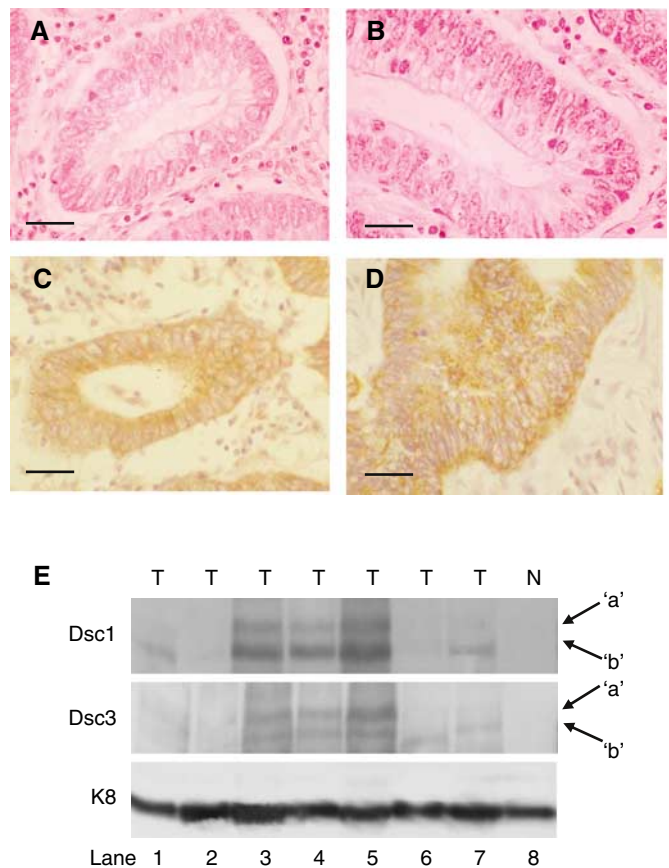 A
B
C
D
E
T T T T T T T N
Dsc1
'a'
'b'
Dsc3
'a'
'b'
K8
Lane 1 2 3 4 5 6 7 8